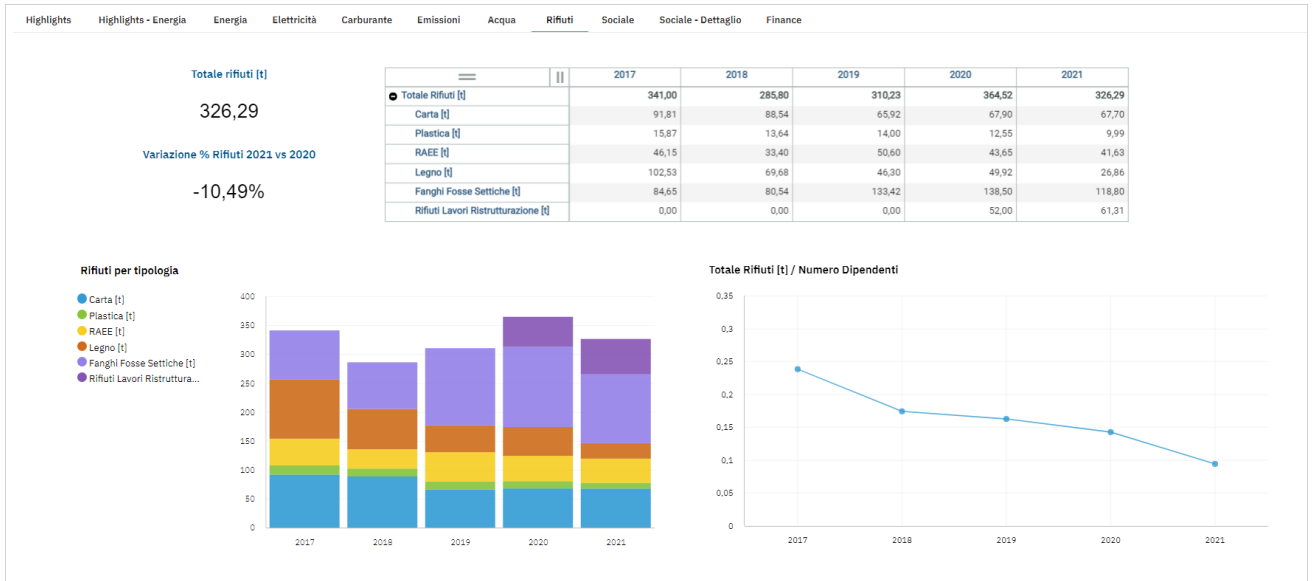 Highlights Highlights - Energia Energia Elettricità Carburante Emissioni Acqua Rifiuti Sociale Sociale - Dettaglio Finance
Totale rifiuti [t]
326,29
Variazione % Rifiuti 2021 vs 2020
-10,49%
2017 2018 2019 2020 2021
Totale Rifiuti [t] 341,00 285,80 310,23 364,52 326,29
Carta [t] 91,81 88,54 65,92 67,90 67,70
Plastica [t] 15,87 13,64 14,00 12,55 9,99
RAEE [t] 46,15 33,40 50,60 43,65 41,63
Legno [t] 102,53 69,68 46,30 49,92 26,86
Fanghi Fosse Settiche [t] 84,65 80,54 133,42 138,50 118,80
Rifiuti Lavori Ristrutturazione [t] 0,00 0,00 0,00 52,00 61,31
Rifiuti per tipologia
Carta [t]
Plastica [t]
RAEE [t]
Legno [t]
Fanghi Fosse Settiche [t]
Rifiuti Lavori Ristruttura...
400
350
300
250
200
150
100
50
0
2017 2018 2019 2020 2021
Totale Rifiuti [t] / Numero Dipendenti
0,35
0,3
0,25
0,2
0,15
0,1
0,05
0
2017 2018 2019 2020 2021